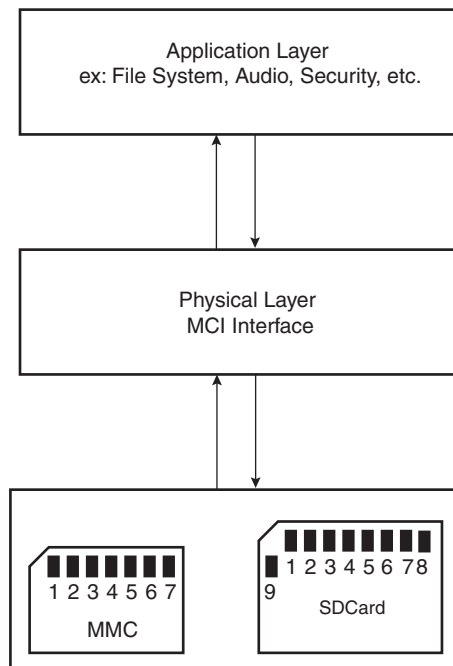 Application Layer
ex: File System, Audio, Security, etc.
Physical Layer
MCI Interface
1 2 3 4 5 6 7
MMC
1 2 3 4 5 6 7 8
9
SDCard